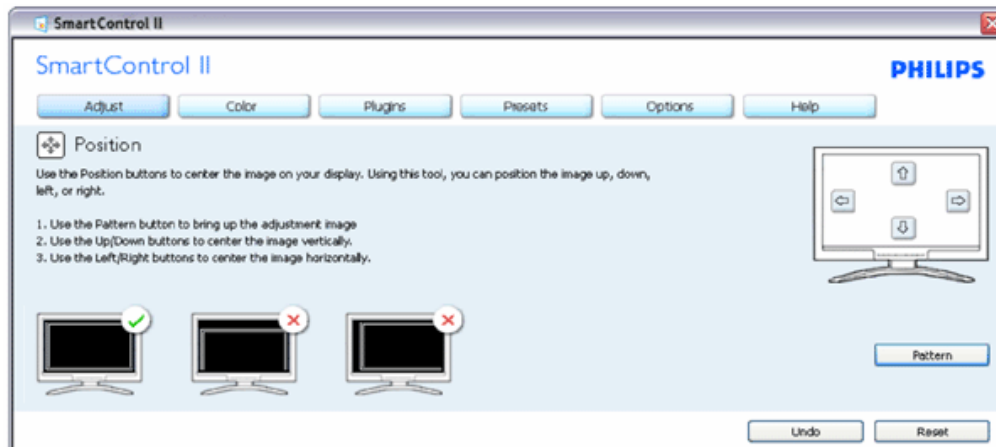 SmartControl II
SmartControl II
PHILIPS
Adjust Color Plugins Presets Options Help
Position
Use the Position buttons to center the image on your display. Using this tool, you can position the image up, down,
left, or right.
1. Use the Pattern button to bring up the adjustment image
2. Use the Up/Down buttons to center the image vertically.
3. Use the Left/Right buttons to center the image horizontally.
Pattern
Undo Reset